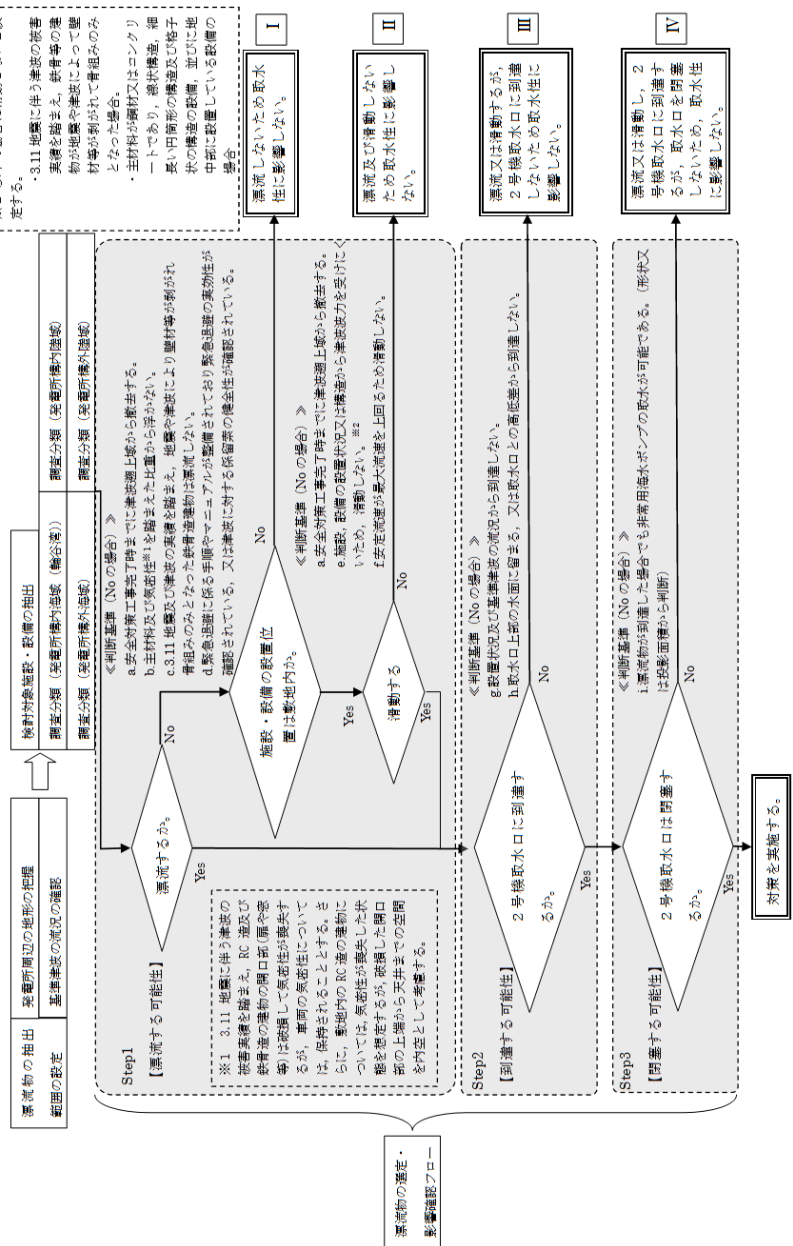 漂流物の抽出
範囲の設定
発電所周辺の地形の把握
基準津波の流況の確認
検討対象施設・設備の抽出
調査分類（発電所構内海域（輪谷湾））
調査分類（発電所構内陸域）
調査分類（発電所構外海域）
調査分類（発電所構外陸域）
定する。
・3.11 地震に伴う津波の被害
実績を踏まえ，鉄骨等の建
物が地震や津波によって壁
材等が剥がれて骨組みのみ
となった場合。
・主材料が鋼材又はコンクリ
ートであり，線状構造，細
長い円筒形の構造及び格子
状の構造の設備，並びに地
中部に設置している設備の
場合
漂流物の選定・
影響確認フロー
Step1
【漂流する可能性】
漂流するか。
No
Yes
≪判断基準（No の場合）≫
a.安全対策工事完了時までに津波遡上域から撤去する。
b.主材料及び気密性※1を踏まえた比重から浮かない。
c.3.11 地震及び津波の実績を踏まえ，地震や津波により壁材等が剥がれ
骨組みのみとなった鉄骨造建物は漂流しない。
d.緊急退避に係る手順やマニュアルが整備されており緊急退避の実効性が
確認されている，又は津波に対する係留索の健全性が確認されている。
※１ 3.11 地震に伴う津波の
被害実績を踏まえ，RC 造及び
鉄骨造の建物の開口部（扉や窓
等）は破損して気密性が喪失す
るが，車両の気密性について
は，保持されることとする。さ
らに，敷地内の RC 造の建物に
ついては，気密性が喪失した状
態を想定するが，破損した開口
部の上端から天井までの空間
を内空として考慮する。
施設・設備の設置位
置は敷地内か。
No
Yes
漂流しないため取水
性に影響しない。
Ⅰ
≪判断基準（No の場合）≫
a.安全対策工事完了時までに津波遡上域から撤去する。
e.施設，設備の設置状況又は構造から津波波力を受けにく
いため，滑動しない。※2
f.安定流速が最大流速を上回るため滑動しない。
滑動する
No
Yes
漂流及び滑動しない
ため取水性に影響し
ない。
Ⅱ
Step2
【到達する可能性】
２号機取水口に到達す
るか。
≪判断基準（No の場合）≫
g.設置状況及び基準津波の流況から到達しない。
h.取水口上部の水面に留まる，又は取水口との高低差から到達しない。
No
Yes
漂流又は滑動するが，
２号機取水口に到達
しないため取水性に
影響しない。
Ⅲ
Step3
【閉塞する可能性】
２号機取水口は閉塞す
るか。
≪判断基準（No の場合）≫
i.漂流物が到達した場合でも非常用海水ポンプの取水が可能である。（形状又
は投影面積から判断）
No
Yes
漂流又は滑動し，２
号機取水口に到達す
るが，取水口を閉塞
しないため，取水性
に影響しない。
Ⅳ
対策を実施する。